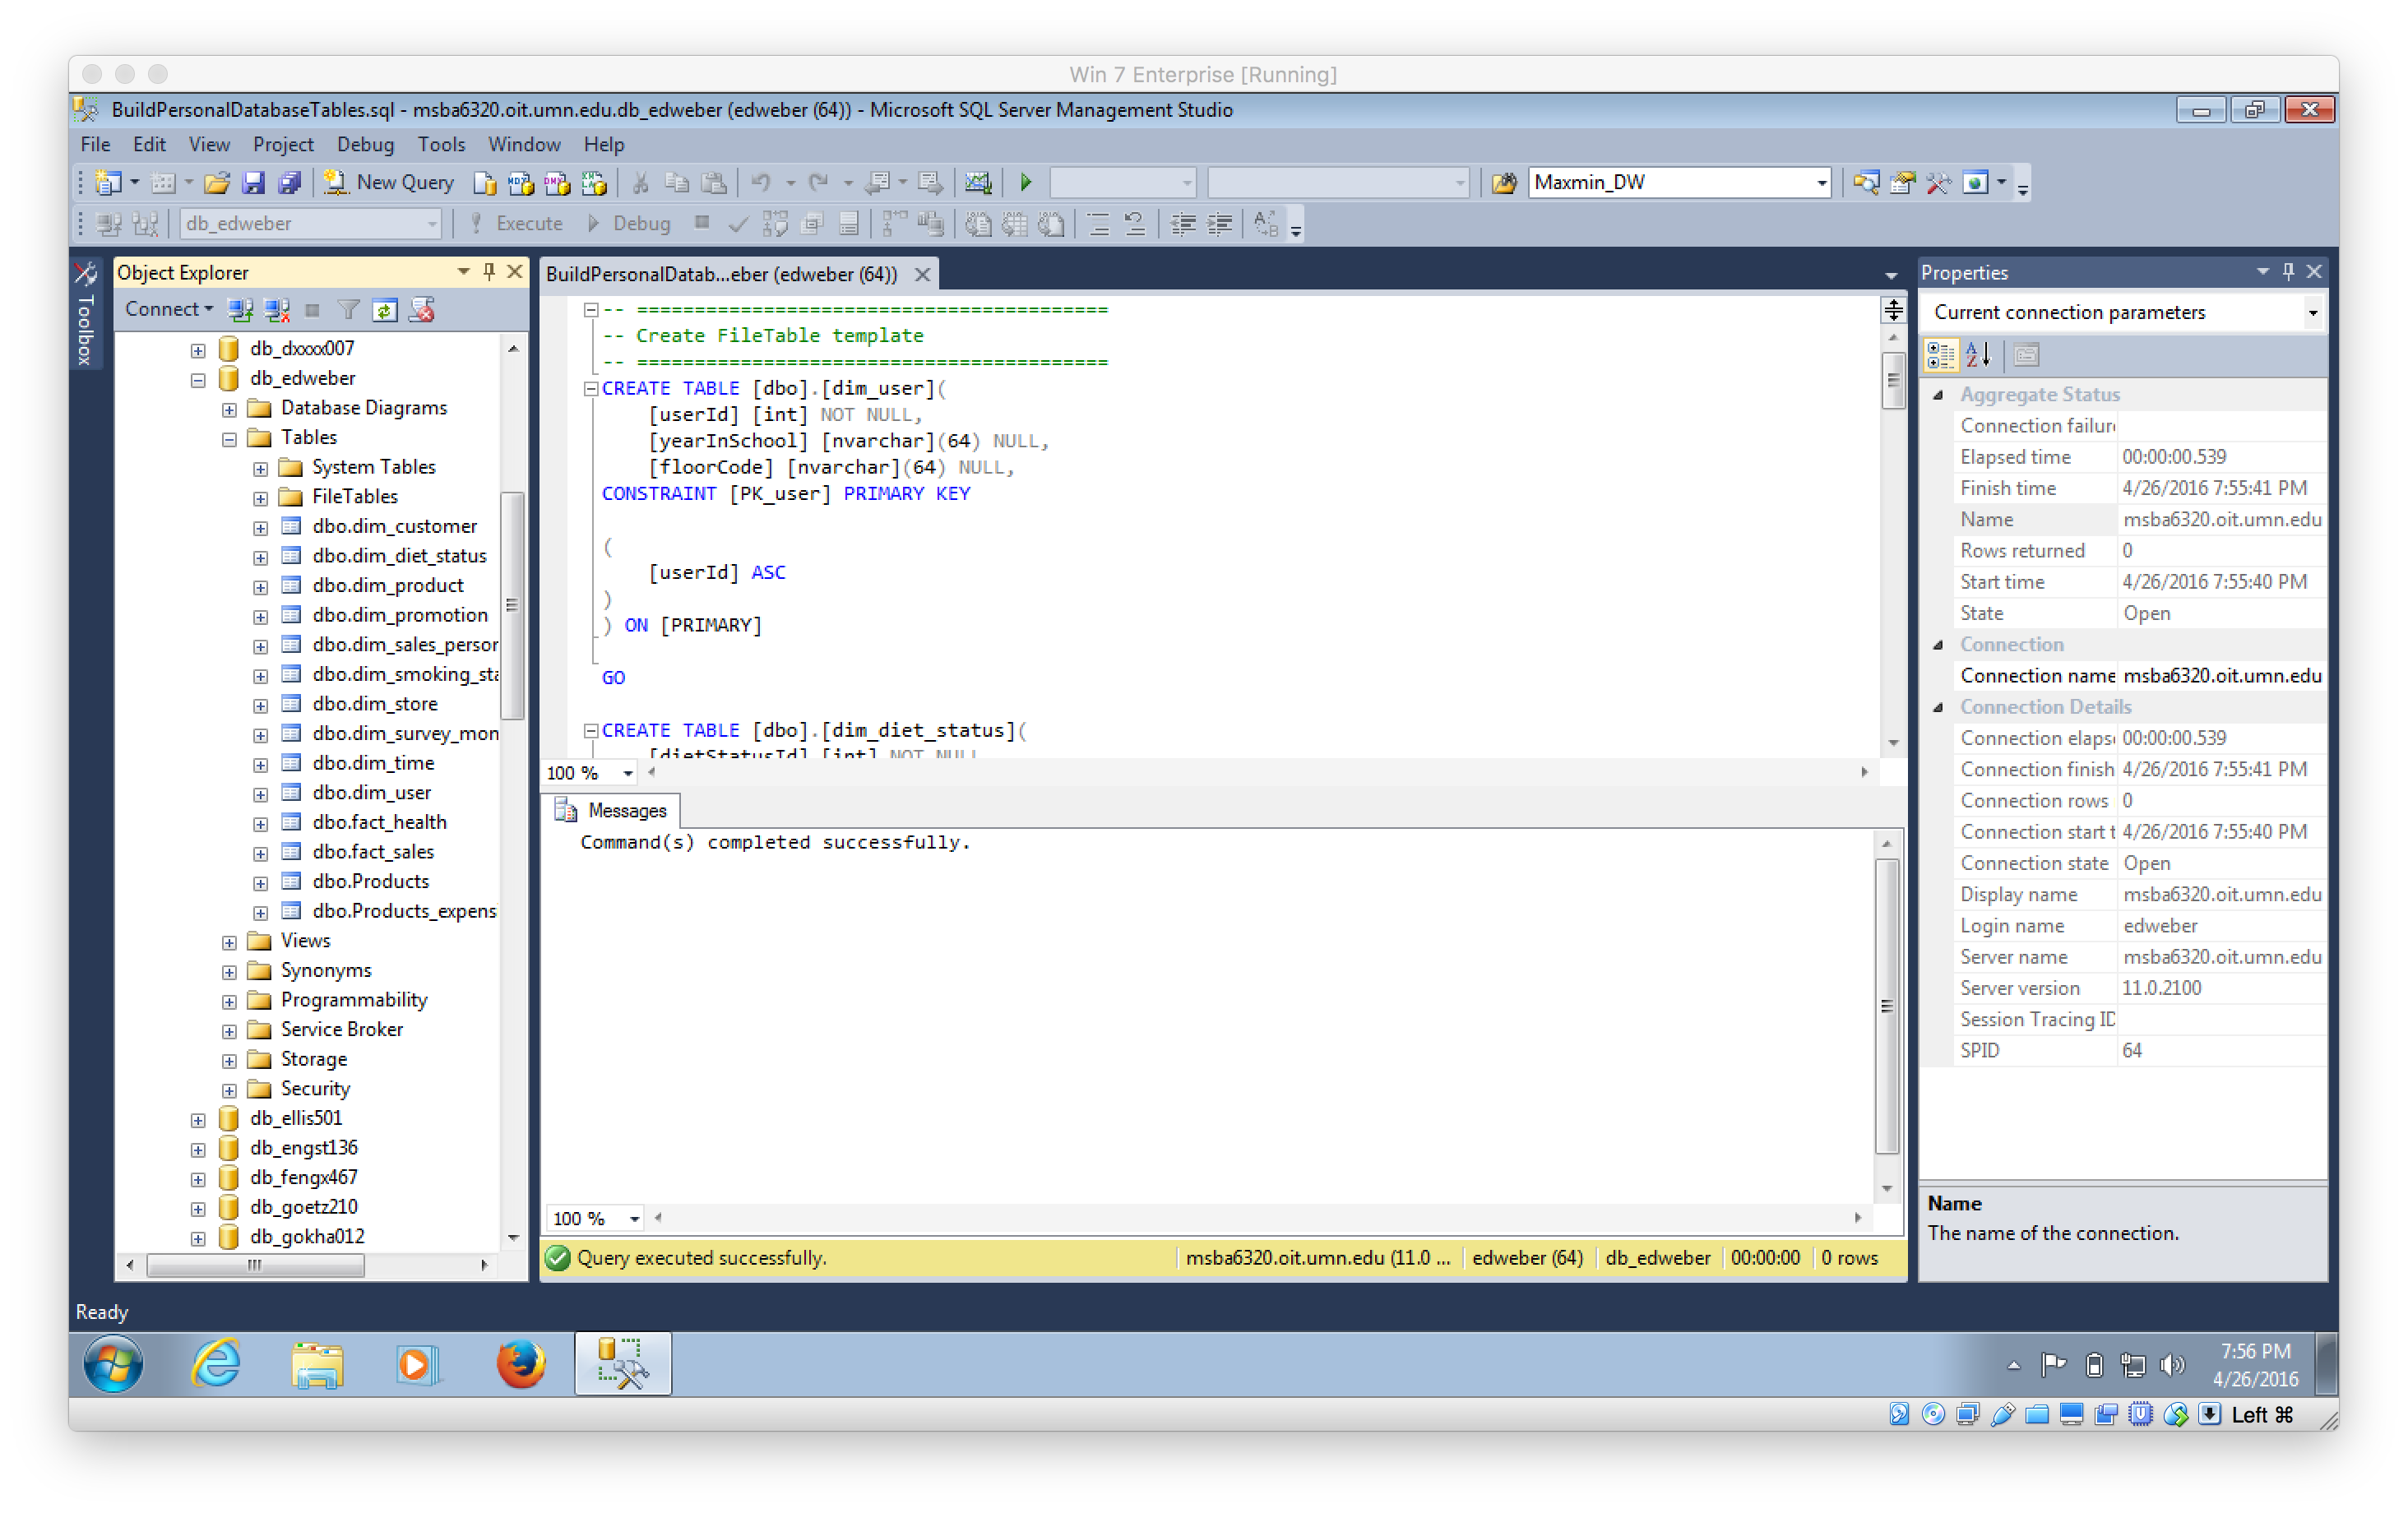 Win 7 Enterprise [Running]
BuildPersonalDatabaseTables.sql - msba6320.oit.umn.edu.db_edweber (edweber (64)) - Microsoft SQL Server Management Studio
File Edit View Project Debug Tools Window Help
New Query
Maxmin_DW
db_edweber
Execute
Debug
Toolbox
Object Explorer
Connect
db_dxxxx007
db_edweber
Database Diagrams
Tables
System Tables
FileTables
dbo.dim_customer
dbo.dim_diet_status
dbo.dim_product
dbo.dim_promotion
dbo.dim_sales_person
dbo.dim_smoking_sta
dbo.dim_store
dbo.dim_survey_mon
dbo.dim_time
dbo.dim_user
dbo.fact_health
dbo.fact_sales
dbo.Products
dbo.Products_expens
Views
Synonyms
Programmability
Service Broker
Storage
Security
db_ellis501
db_engst136
db_fengx467
db_goetz210
db_gokha012
BuildPersonalDatab...eber (edweber (64))
-- =========================================
-- Create FileTable template
-- =========================================
CREATE TABLE [dbo].[dim_user](
[userId] [int] NOT NULL,
[yearInSchool] [nvarchar](64) NULL,
[floorCode] [nvarchar](64) NULL,
CONSTRAINT [PK_user] PRIMARY KEY
(
[userId] ASC
)
) ON [PRIMARY]
GO
CREATE TABLE [dbo].[dim_diet_status](
[dietStatusId] [int] NOT NULL
100 %
Messages
Command(s) completed successfully.
100 %
Query executed successfully.
msba6320.oit.umn.edu (11.0 ...
edweber (64)
db_edweber
00:00:00
0 rows
Properties
Current connection parameters
Aggregate Status
Connection failure
Elapsed time 00:00:00.539
Finish time 4/26/2016 7:55:41 PM
Name msba6320.oit.umn.edu
Rows returned 0
Start time 4/26/2016 7:55:40 PM
State Open
Connection
Connection name msba6320.oit.umn.edu
Connection Details
Connection elapse 00:00:00.539
Connection finish 4/26/2016 7:55:41 PM
Connection rows 0
Connection start t 4/26/2016 7:55:40 PM
Connection state Open
Display name msba6320.oit.umn.edu
Login name edweber
Server name msba6320.oit.umn.edu
Server version 11.0.2100
Session Tracing ID
SPID 64
Name
The name of the connection.
Ready
7:56 PM
4/26/2016
Left ⌘